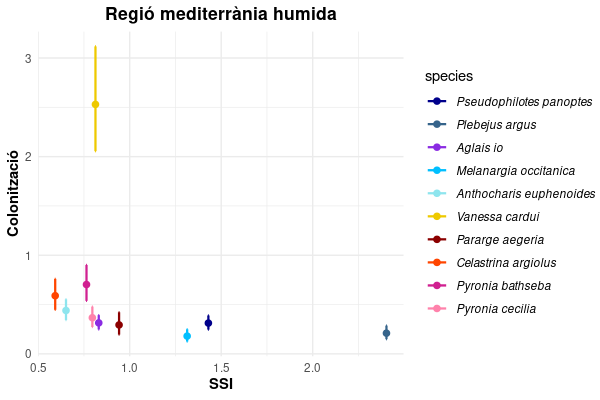 Regió mediterrània humida
Colonització
3
2
1
0
0.5 1.0 1.5 2.0
SSI
species
Pseudophilotes panoptes
Plebejus argus
Aglais io
Melanargia occitanica
Anthocharis euphenoides
Vanessa cardui
Pararge aegeria
Celastrina argiolus
Pyronia bathseba
Pyronia cecilia